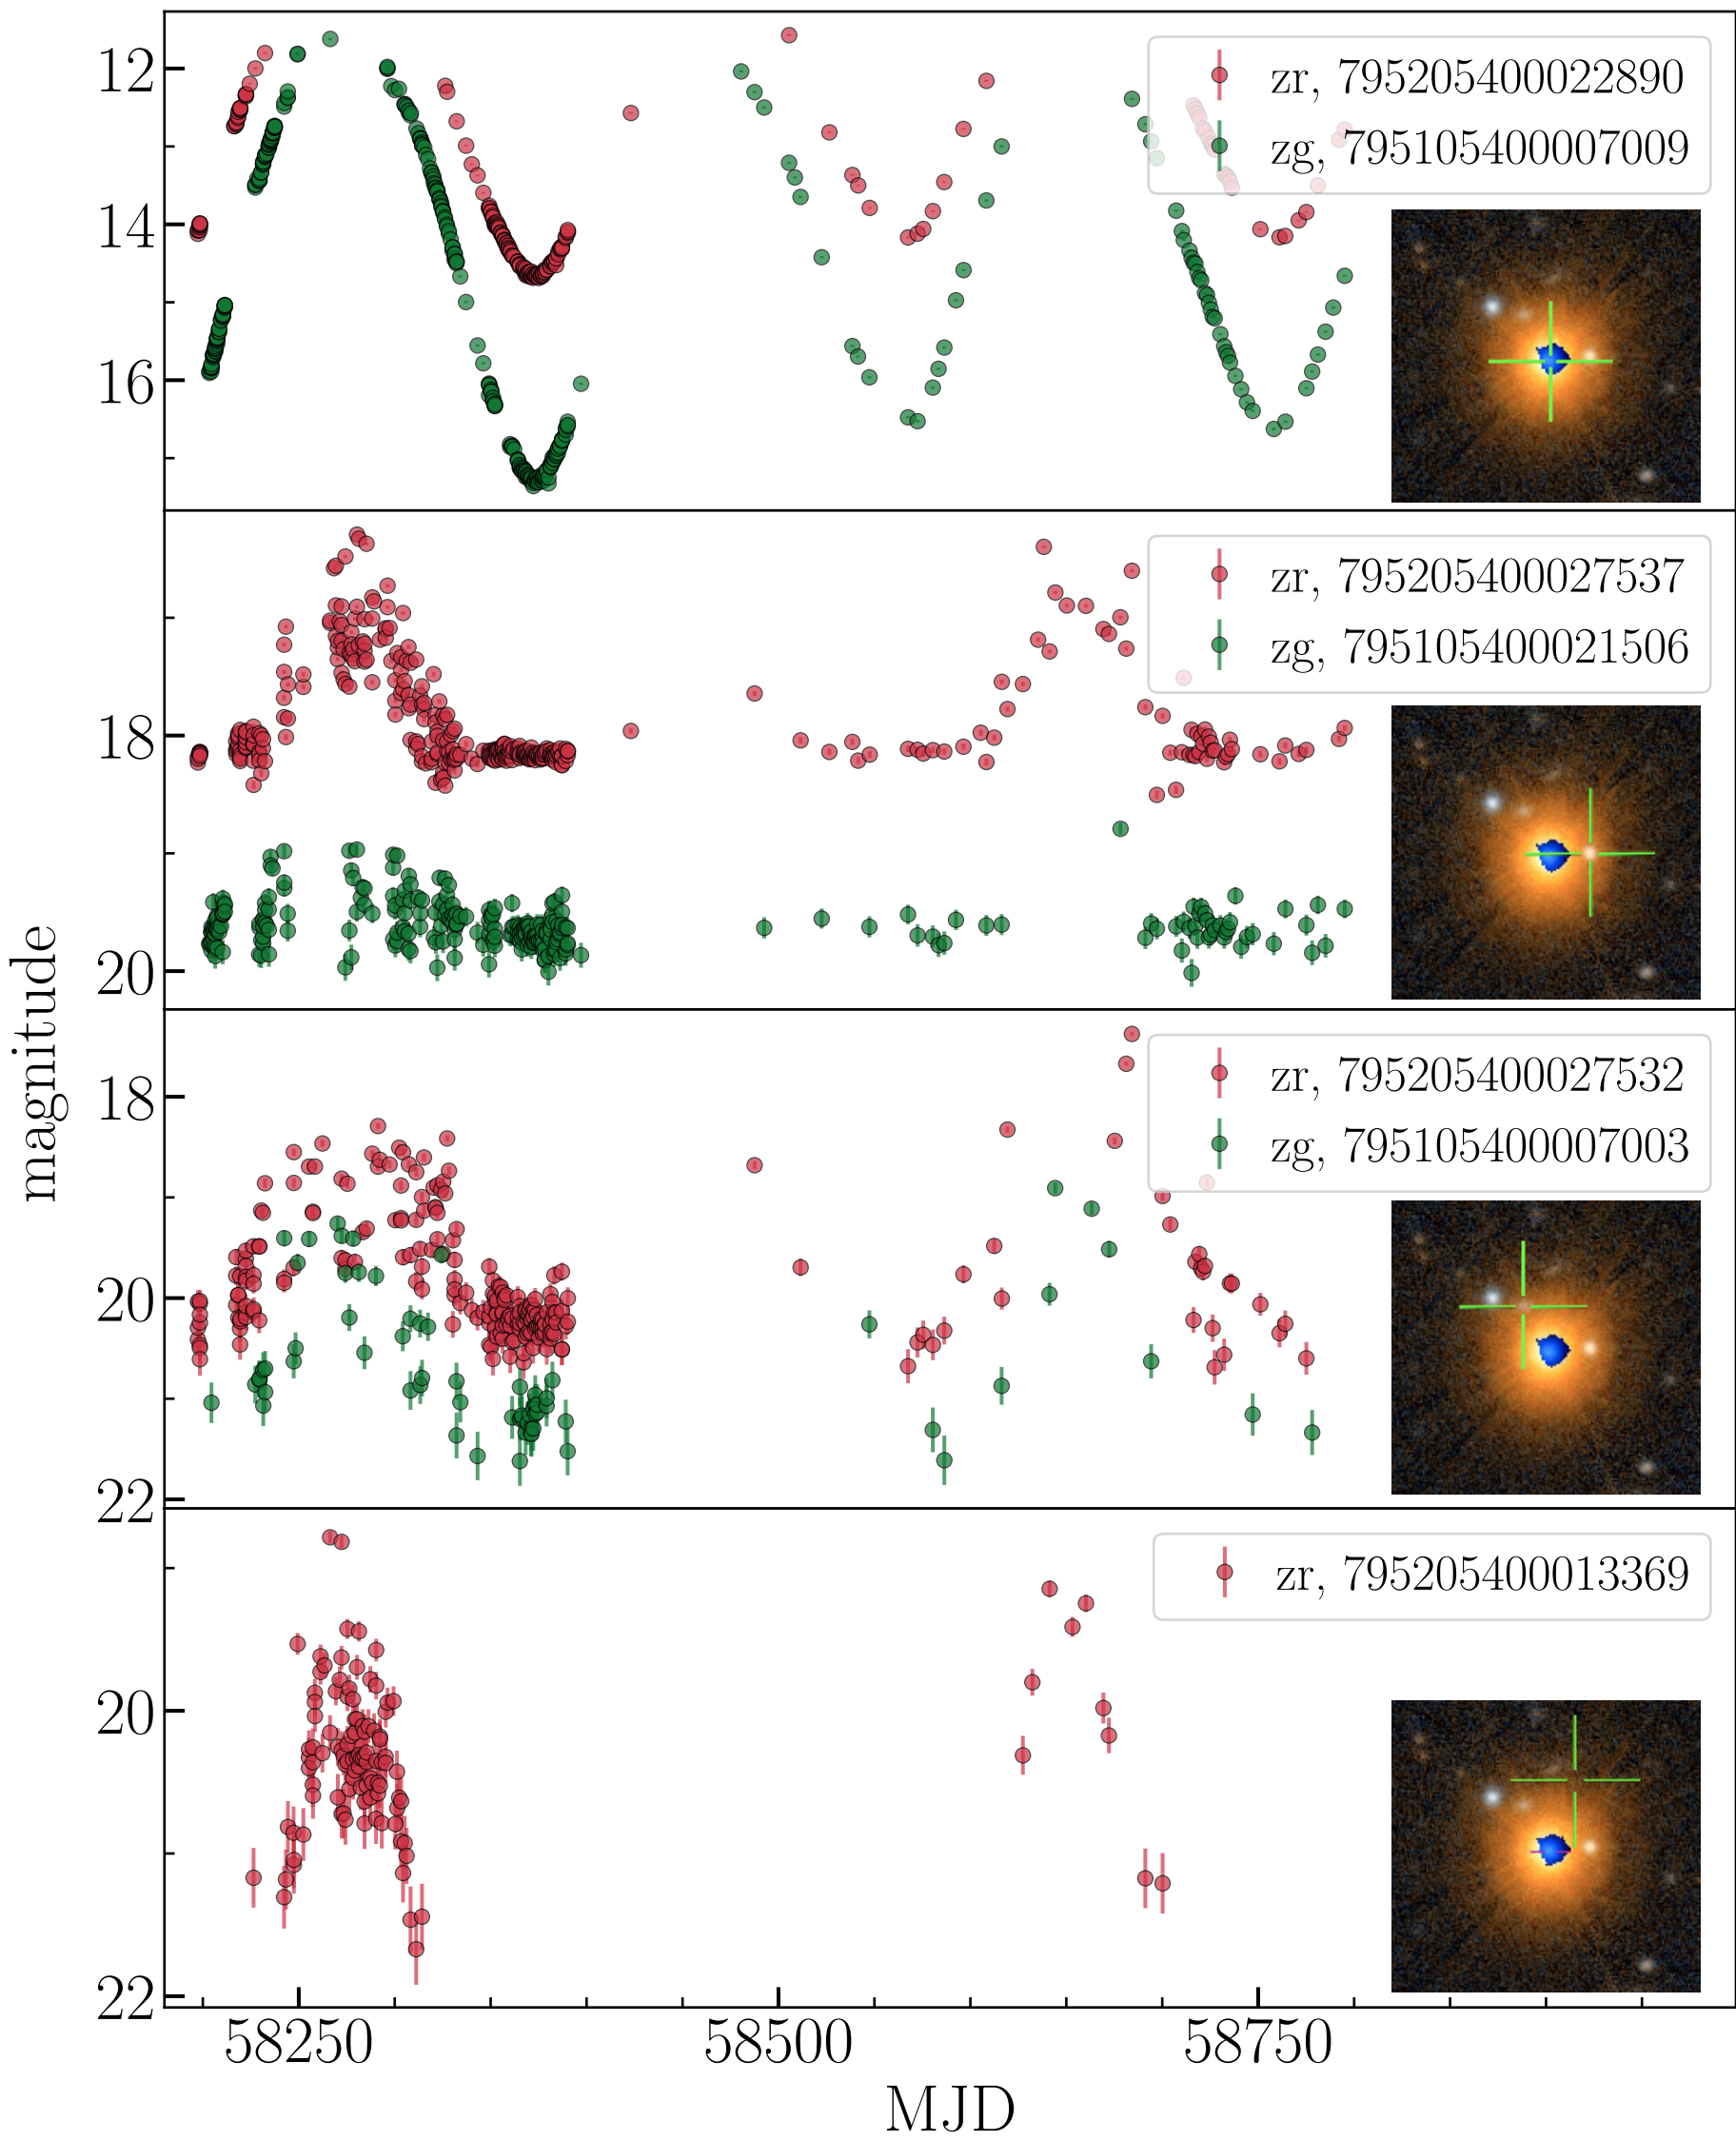 12
14
16
zr, 795205400022890
zg, 795105400007009
18
20
zr, 795205400027537
zg, 795105400021506
magnitude
18
20
22
zr, 795205400027532
zg, 795105400007003
20
22
zr, 795205400013369
58250 58500 58750
MJD